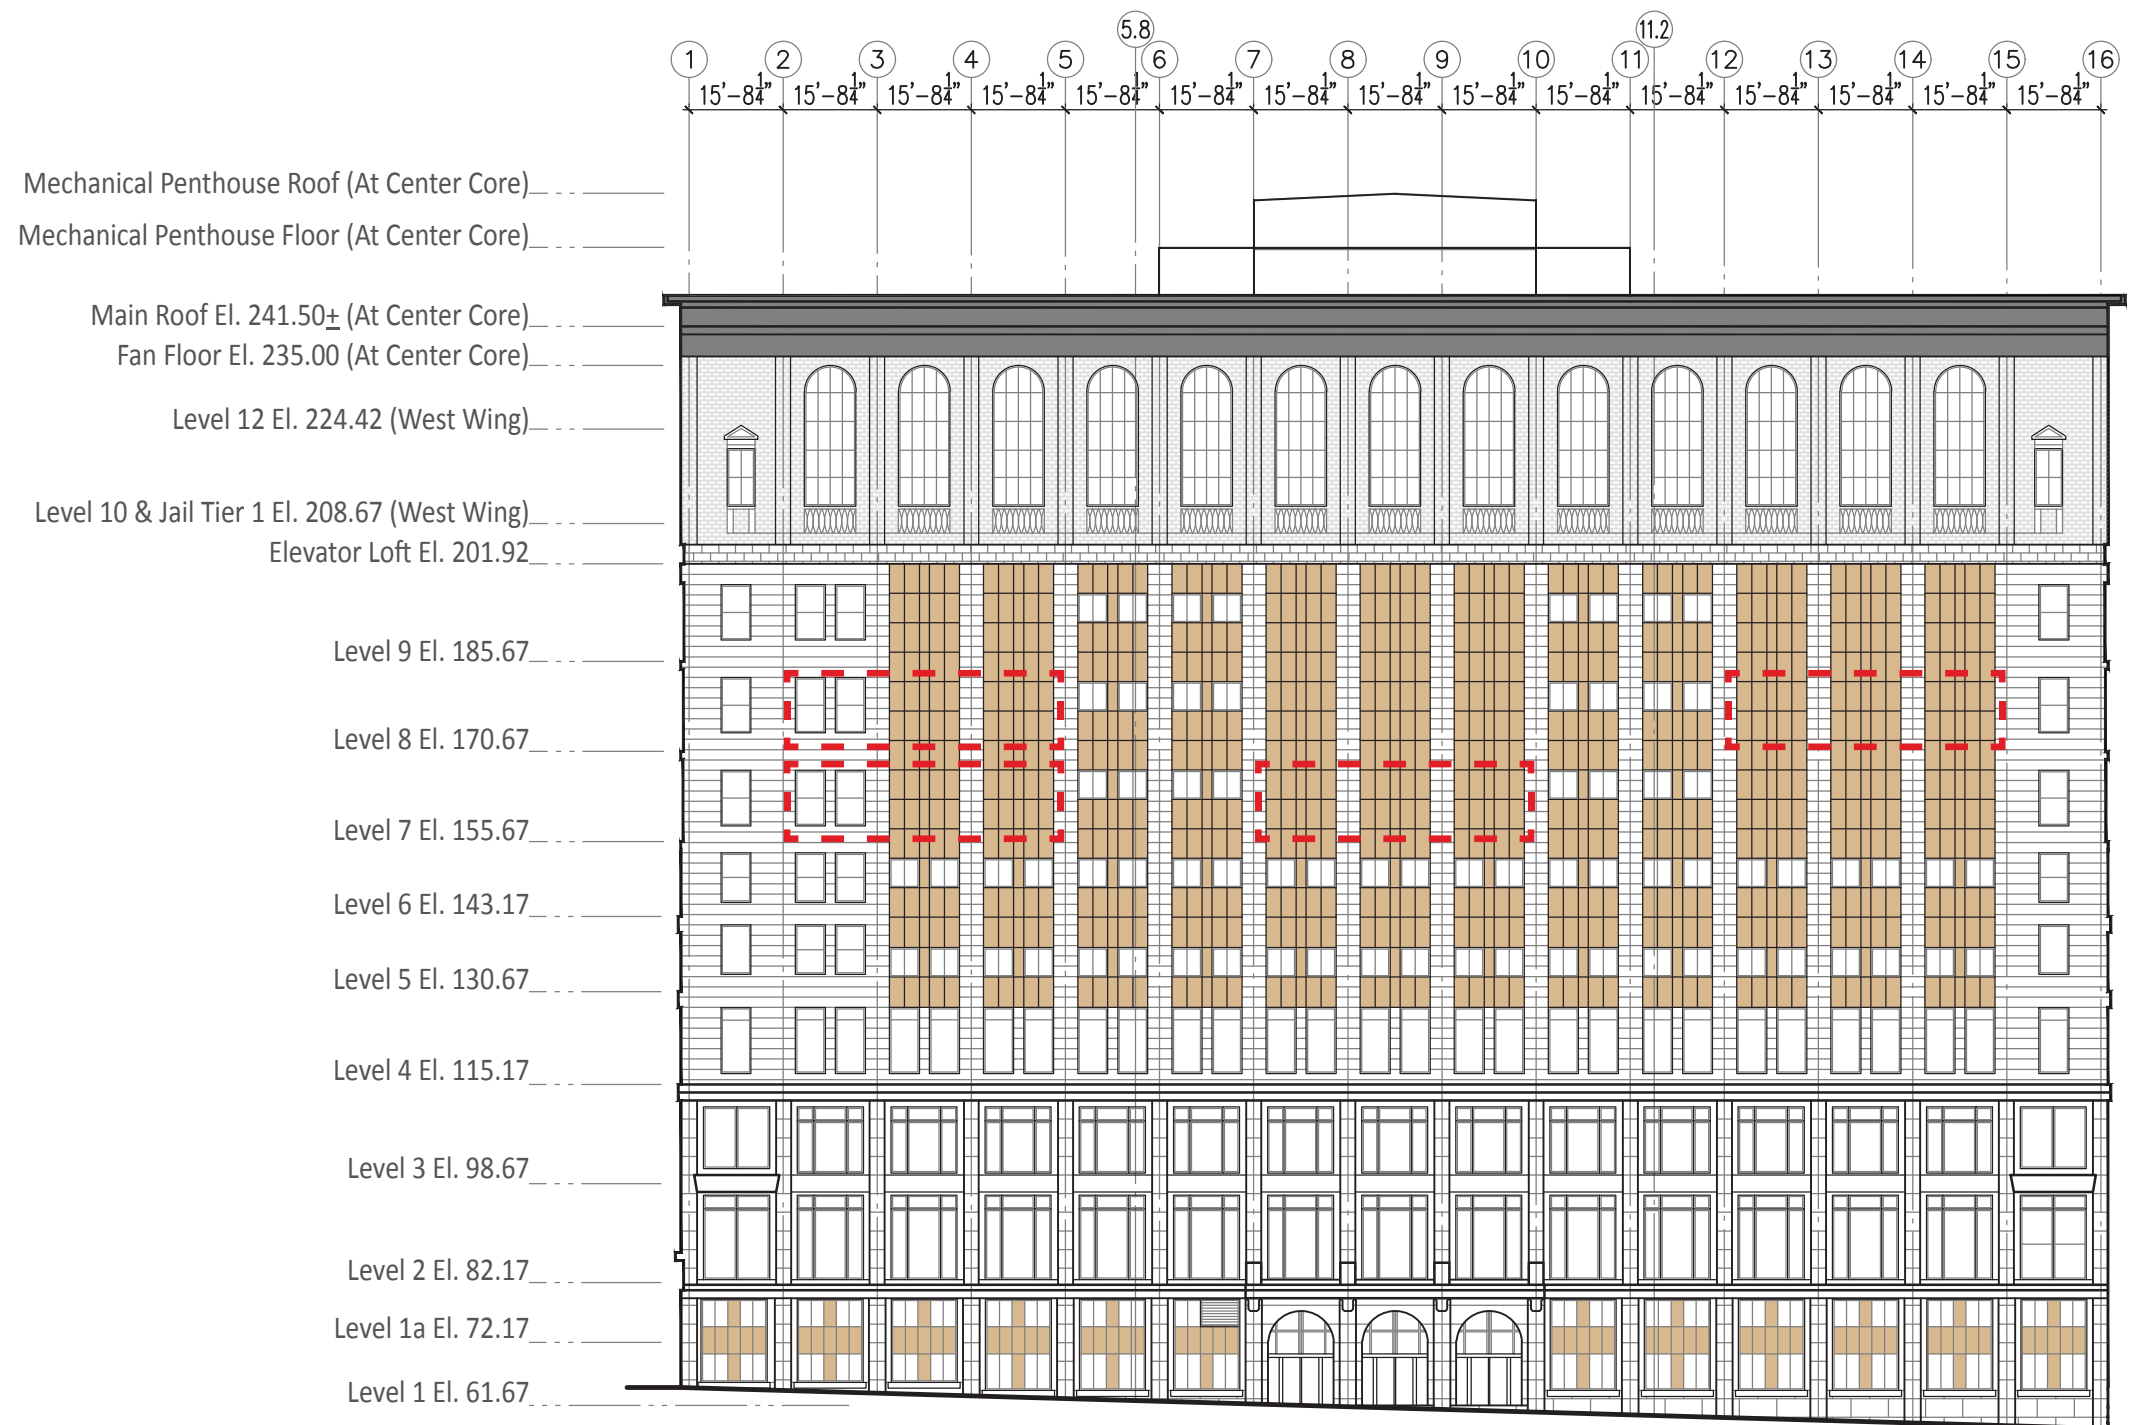 5.8 11.2
1 2 3 4 5 6 7 8 9 10 11 12 13 14 15 16
15'-8¼" 15'-8¼" 15'-8¼" 15'-8¼" 15'-8¼" 15'-8¼" 15'-8¼" 15'-8¼" 15'-8¼" 15'-8¼" 15'-8¼" 15'-8¼" 15'-8¼" 15'-8¼" 15'-8¼"
Mechanical Penthouse Roof (At Center Core)
Mechanical Penthouse Floor (At Center Core)
Main Roof El. 241.50± (At Center Core)
Fan Floor El. 235.00 (At Center Core)
Level 12 El. 224.42 (West Wing)
Level 10 & Jail Tier 1 El. 208.67 (West Wing)
Elevator Loft El. 201.92
Level 9 El. 185.67
Level 8 El. 170.67
Level 7 El. 155.67
Level 6 El. 143.17
Level 5 El. 130.67
Level 4 El. 115.17
Level 3 El. 98.67
Level 2 El. 82.17
Level 1a El. 72.17
Level 1 El. 61.67